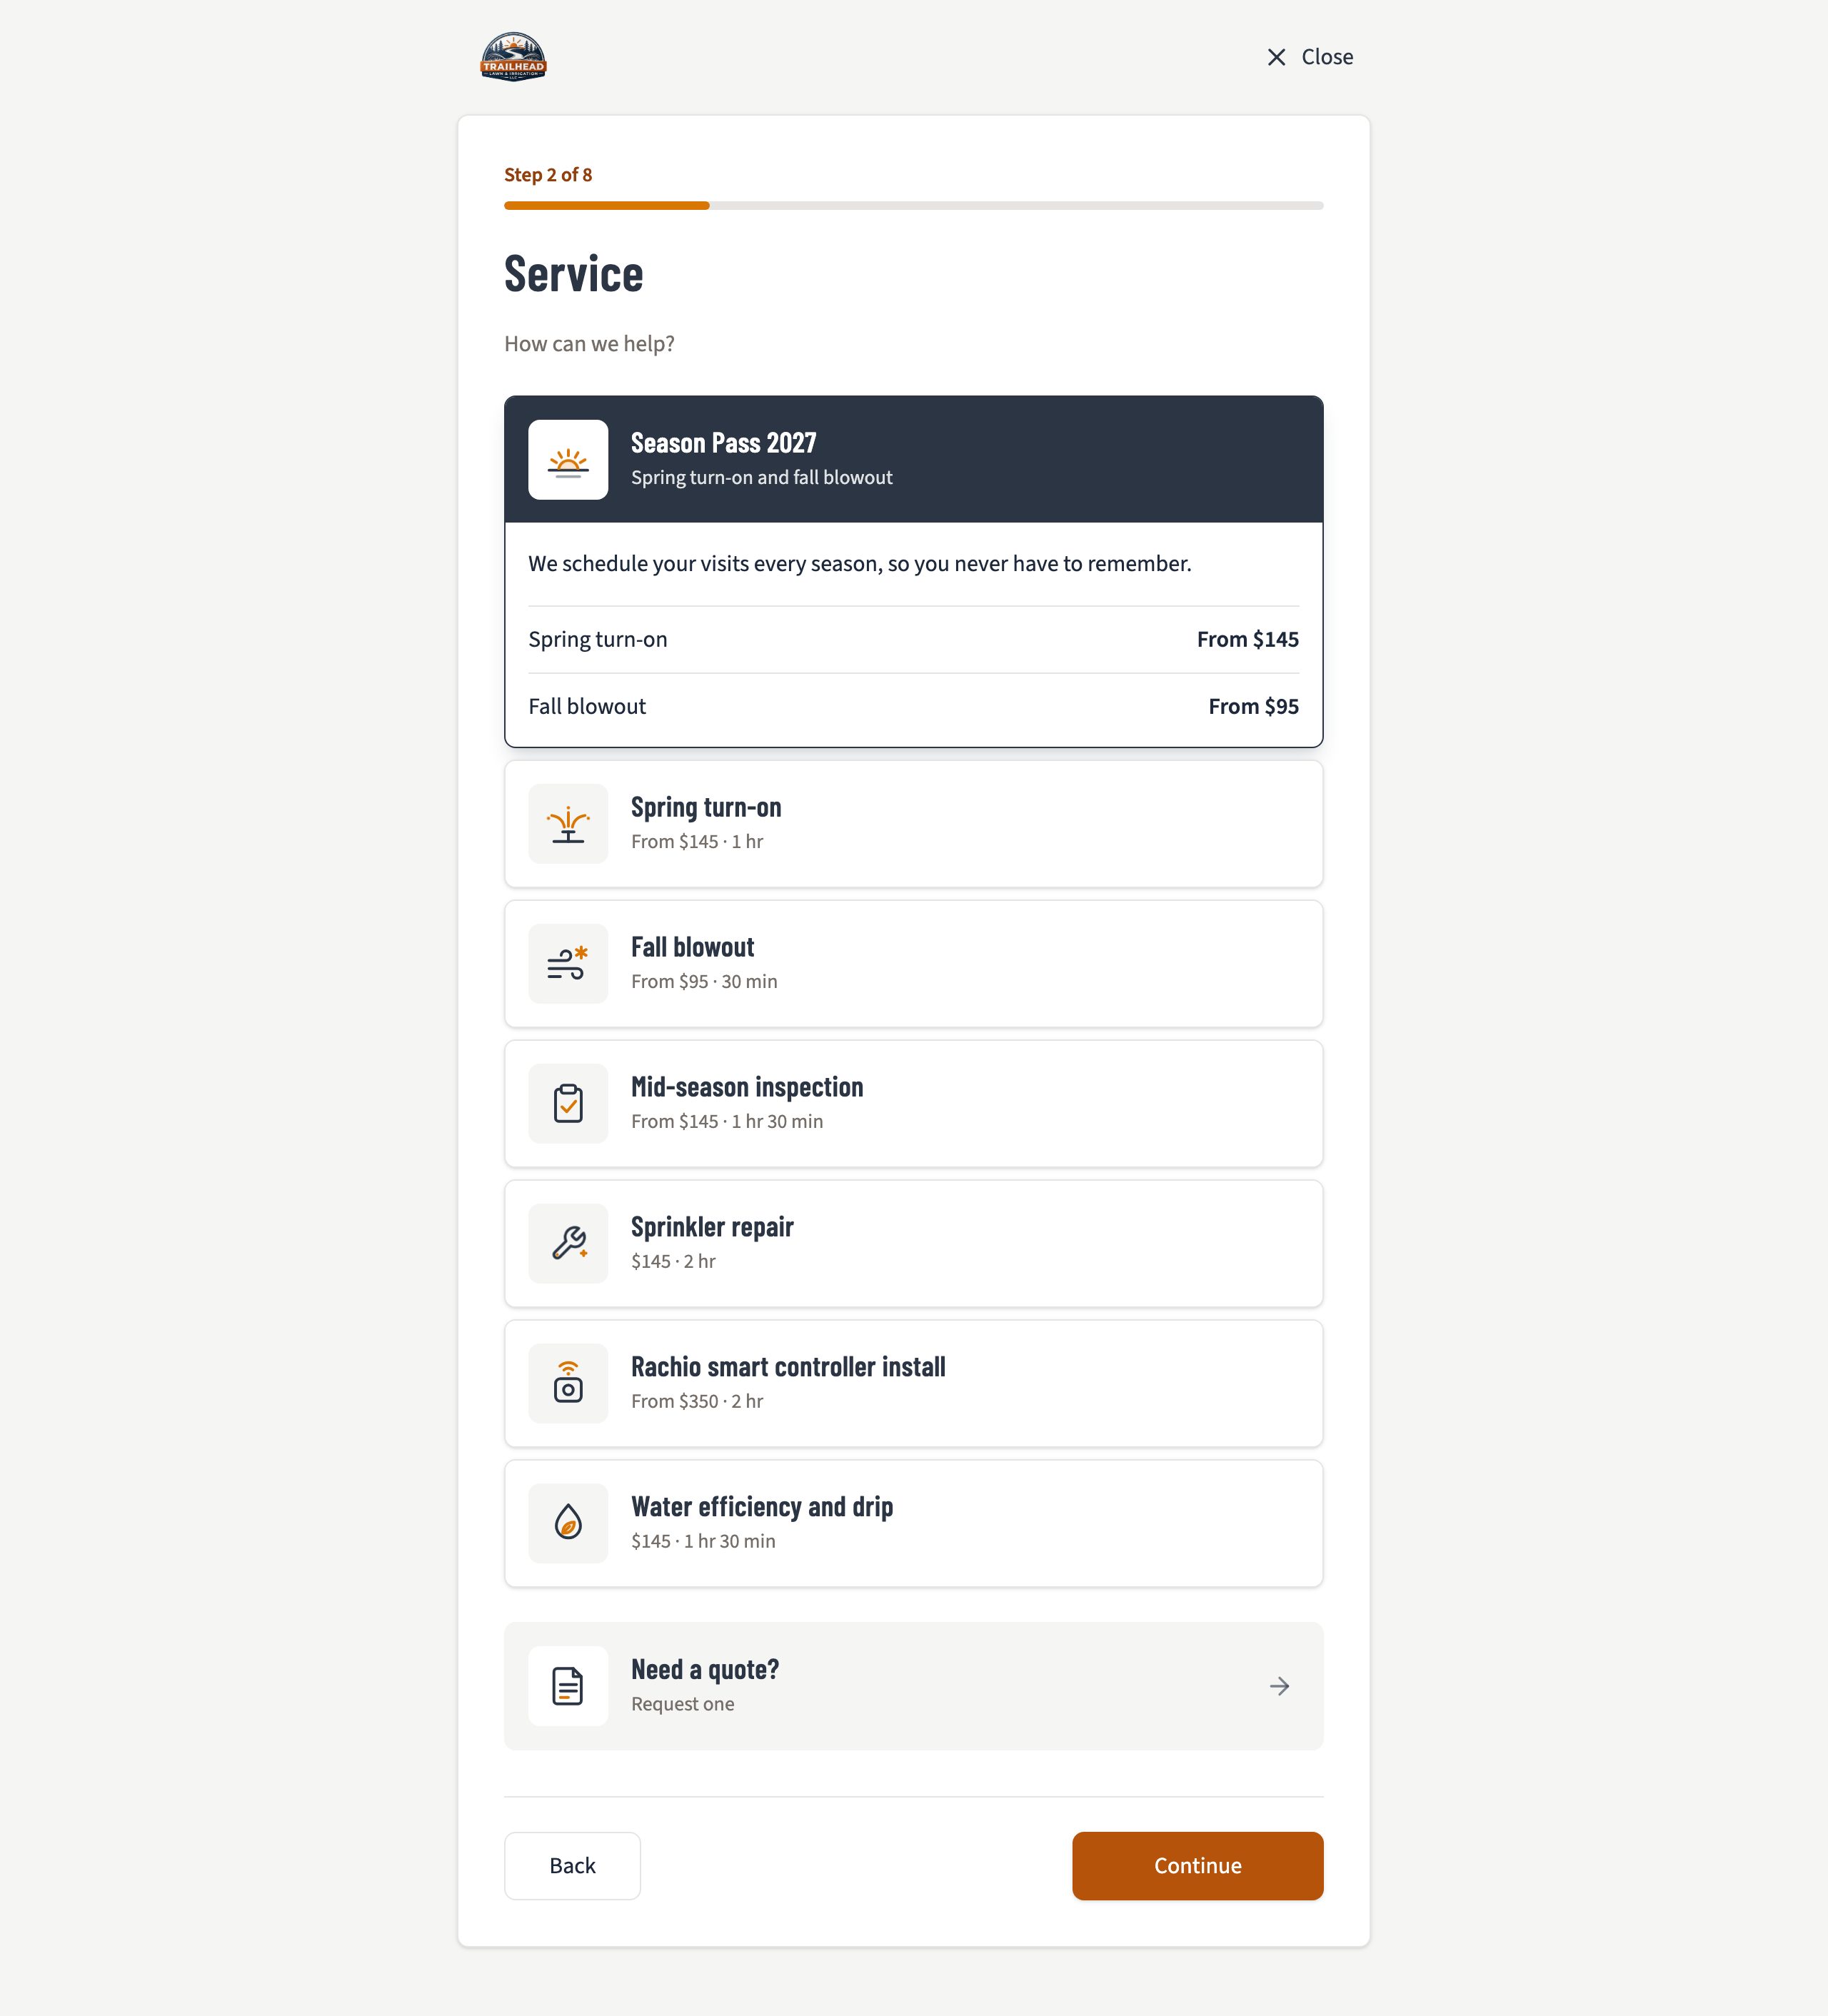 TRAILHEAD
LAWN & IRRIGATION
LLC
Close
Step 2 of 8
Service
How can we help?
Season Pass 2027
Spring turn-on and fall blowout
We schedule your visits every season, so you never have to remember.
Spring turn-on From $145
Fall blowout From $95
Spring turn-on
From $145 · 1 hr
Fall blowout
From $95 · 30 min
Mid-season inspection
From $145 · 1 hr 30 min
Sprinkler repair
$145 · 2 hr
Rachio smart controller install
From $350 · 2 hr
Water efficiency and drip
$145 · 1 hr 30 min
Need a quote?
Request one
Back
Continue